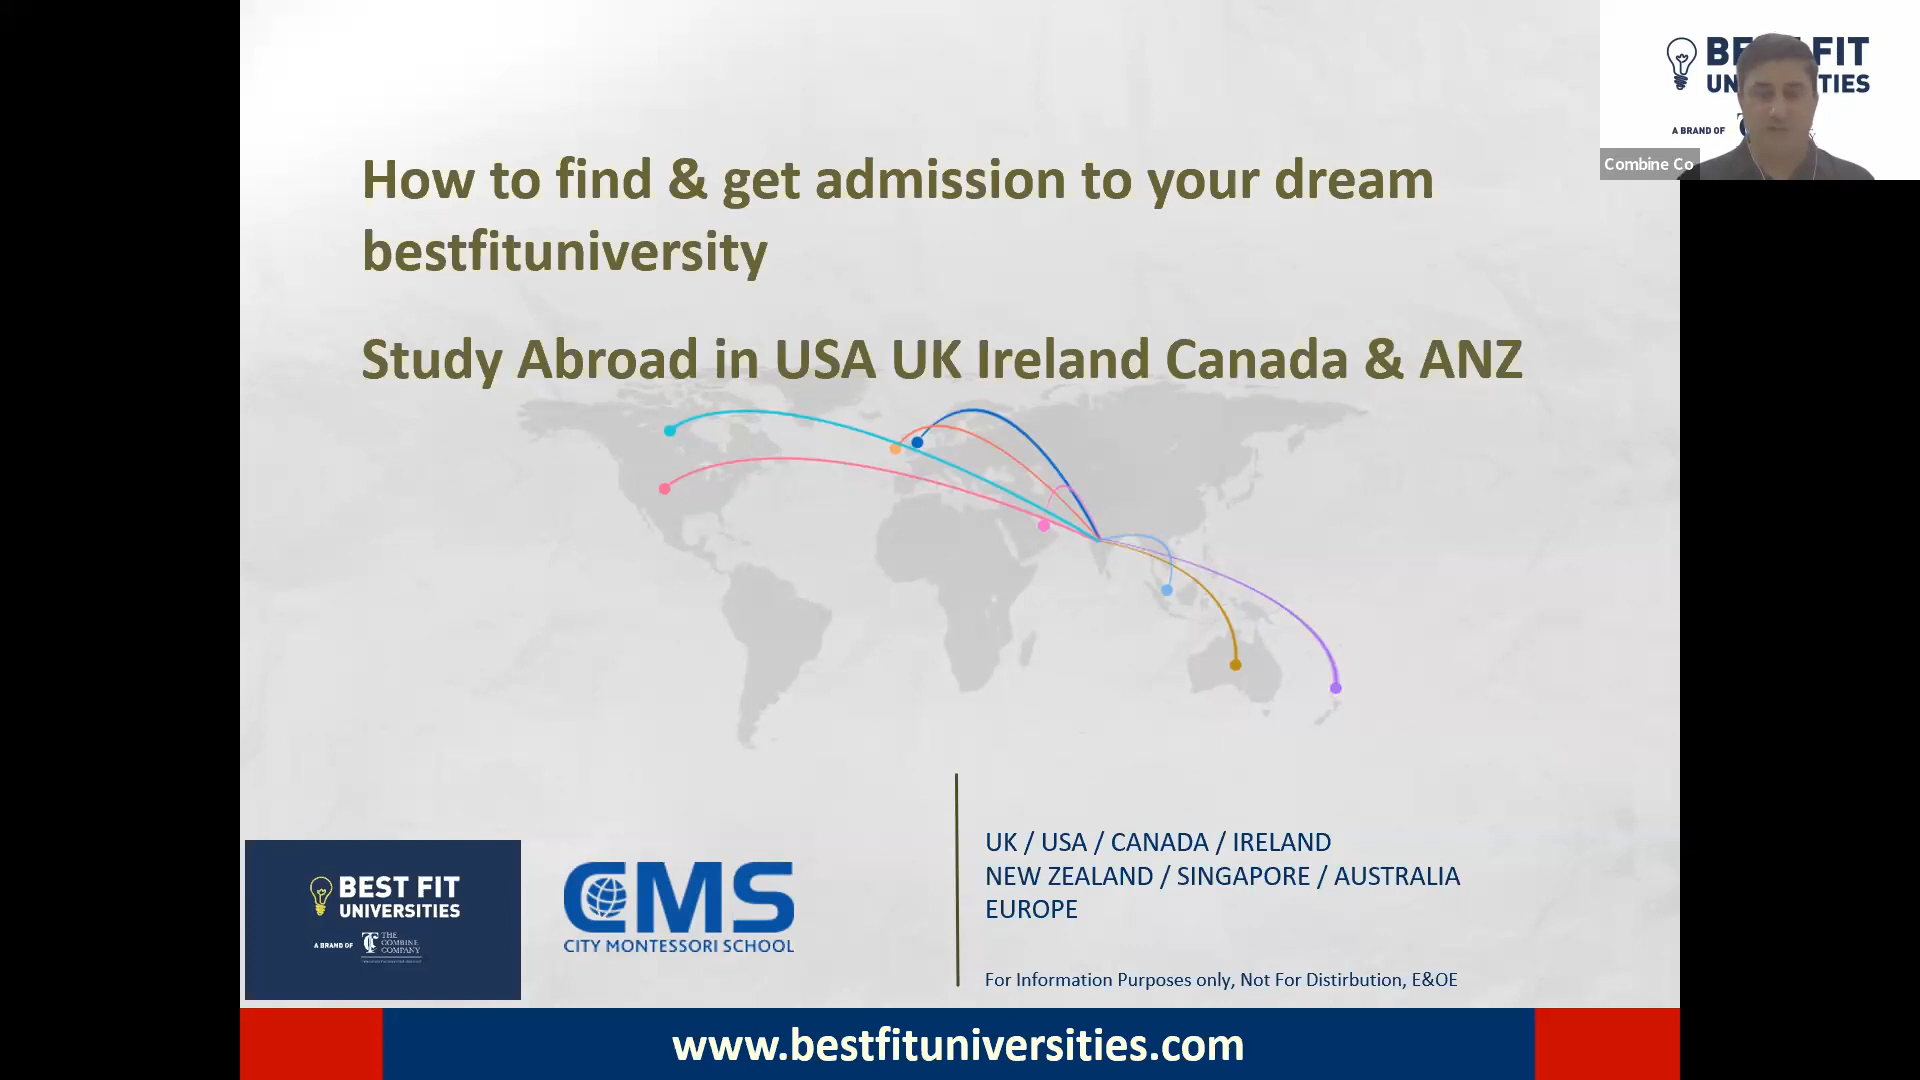 How to find & get admission to your dream
bestfituniversity
Study Abroad in USA UK Ireland Canada & ANZ
UK / USA / CANADA / IRELAND
NEW ZEALAND / SINGAPORE / AUSTRALIA
EUROPE
For Information Purposes only, Not For Distirbution, E&OE
BEST FIT
UNIVERSITIES
A BRAND OF
THE
COMBINE
COMPANY
CMS
CITY MONTESSORI SCHOOL
www.bestfituniversities.com
BE FIT
UN TIES
A BRAND OF
Combine Co